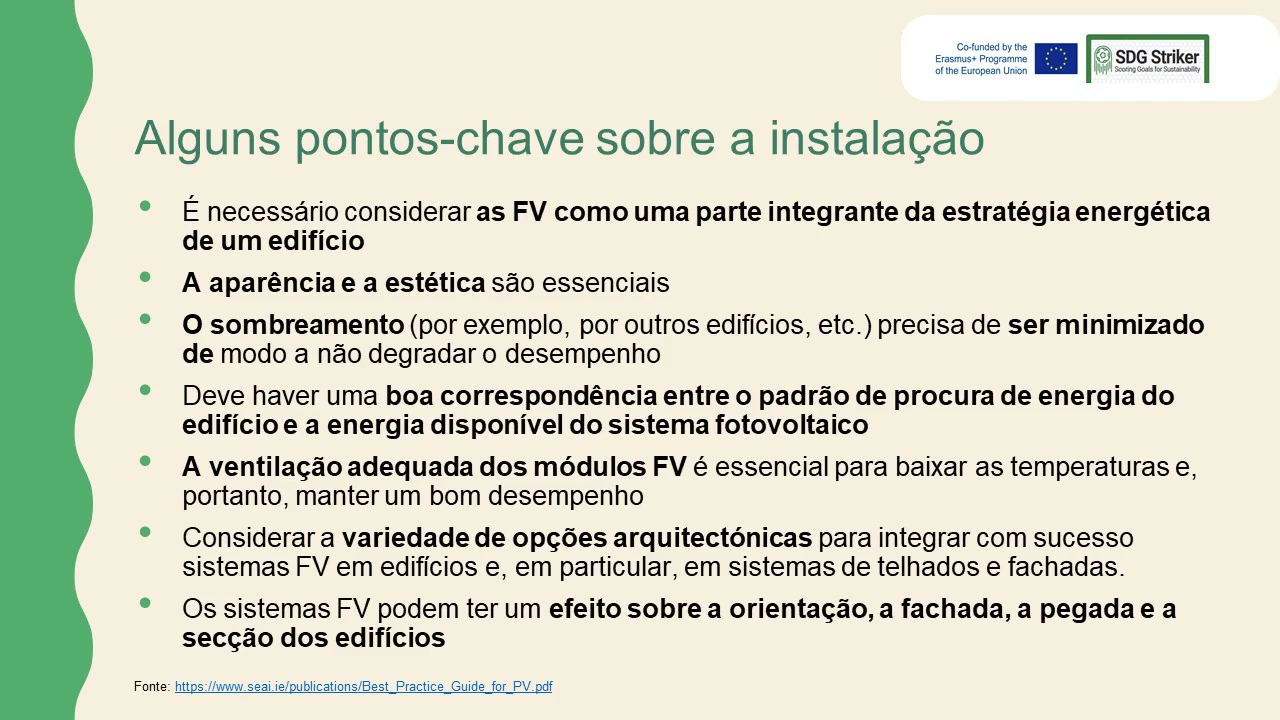 Co-funded by the
Erasmus+ Programme
of the European Union
SDG Striker
Scoring Goals for Sustainability
Alguns pontos-chave sobre a instalação
• É necessário considerar as FV como uma parte integrante da estratégia energética
de um edifício
• A aparência e a estética são essenciais
• O sombreamento (por exemplo, por outros edifícios, etc.) precisa de ser minimizado
de modo a não degradar o desempenho
• Deve haver uma boa correspondência entre o padrão de procura de energia do
edifício e a energia disponível do sistema fotovoltaico
• A ventilação adequada dos módulos FV é essencial para baixar as temperaturas e,
portanto, manter um bom desempenho
• Considerar a variedade de opções arquitectónicas para integrar com sucesso
sistemas FV em edifícios e, em particular, em sistemas de telhados e fachadas.
• Os sistemas FV podem ter um efeito sobre a orientação, a fachada, a pegada e a
secção dos edifícios
Fonte: https://www.seai.ie/publications/Best_Practice_Guide_for_PV.pdf